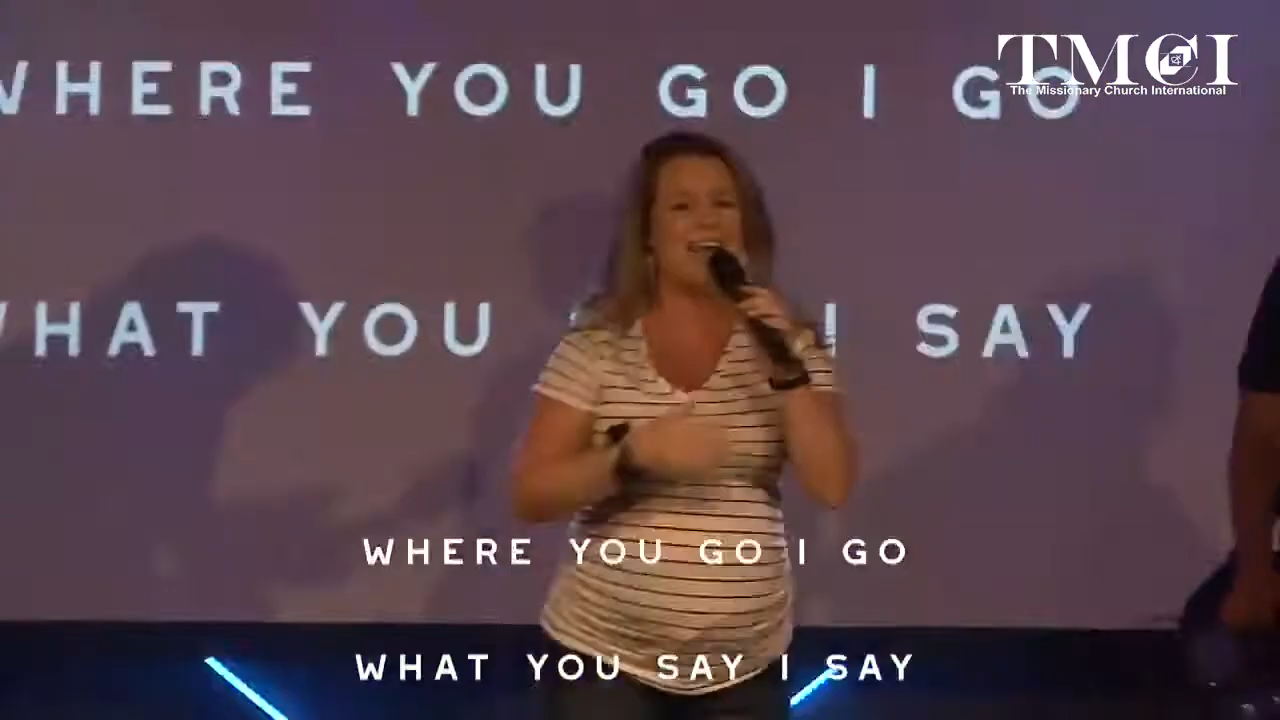 WHERE YOU GO I GO
TMCI
The Missionary Church International
WHAT YOU I SAY
WHERE YOU GO I GO
WHAT YOU SAY I SAY